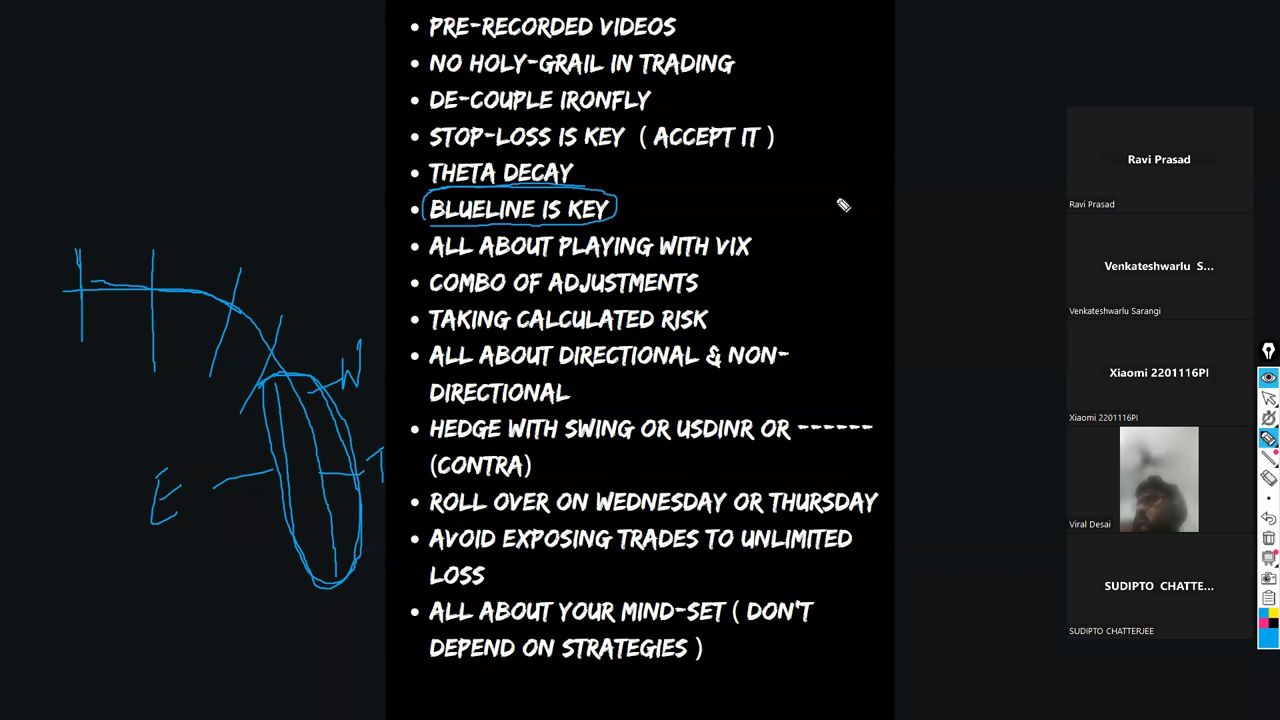 • PRE-RECORDED VIDEOS
• NO HOLY-GRAIL IN TRADING
• DE-COUPLE IRONFLY
• STOP-LOSS IS KEY ( ACCEPT IT )
• THETA DECAY
• BLUELINE IS KEY
• ALL ABOUT PLAYING WITH VIX
• COMBO OF ADJUSTMENTS
• TAKING CALCULATED RISK
• ALL ABOUT DIRECTIONAL & NON-
DIRECTIONAL
• HEDGE WITH SWING OR USDINR OR ------
(CONTRA)
• ROLL OVER ON WEDNESDAY OR THURSDAY
• AVOID EXPOSING TRADES TO UNLIMITED
LOSS
• ALL ABOUT YOUR MIND-SET ( DON'T
DEPEND ON STRATEGIES )
W
T
E
Ravi Prasad
Ravi Prasad
Venkateshwarlu S...
Venkateshwarlu Sarangi
Xiaomi 2201116PI
Xiaomi 2201116PI
Viral Desai
SUDIPTO CHATTE...
SUDIPTO CHATTERJEE